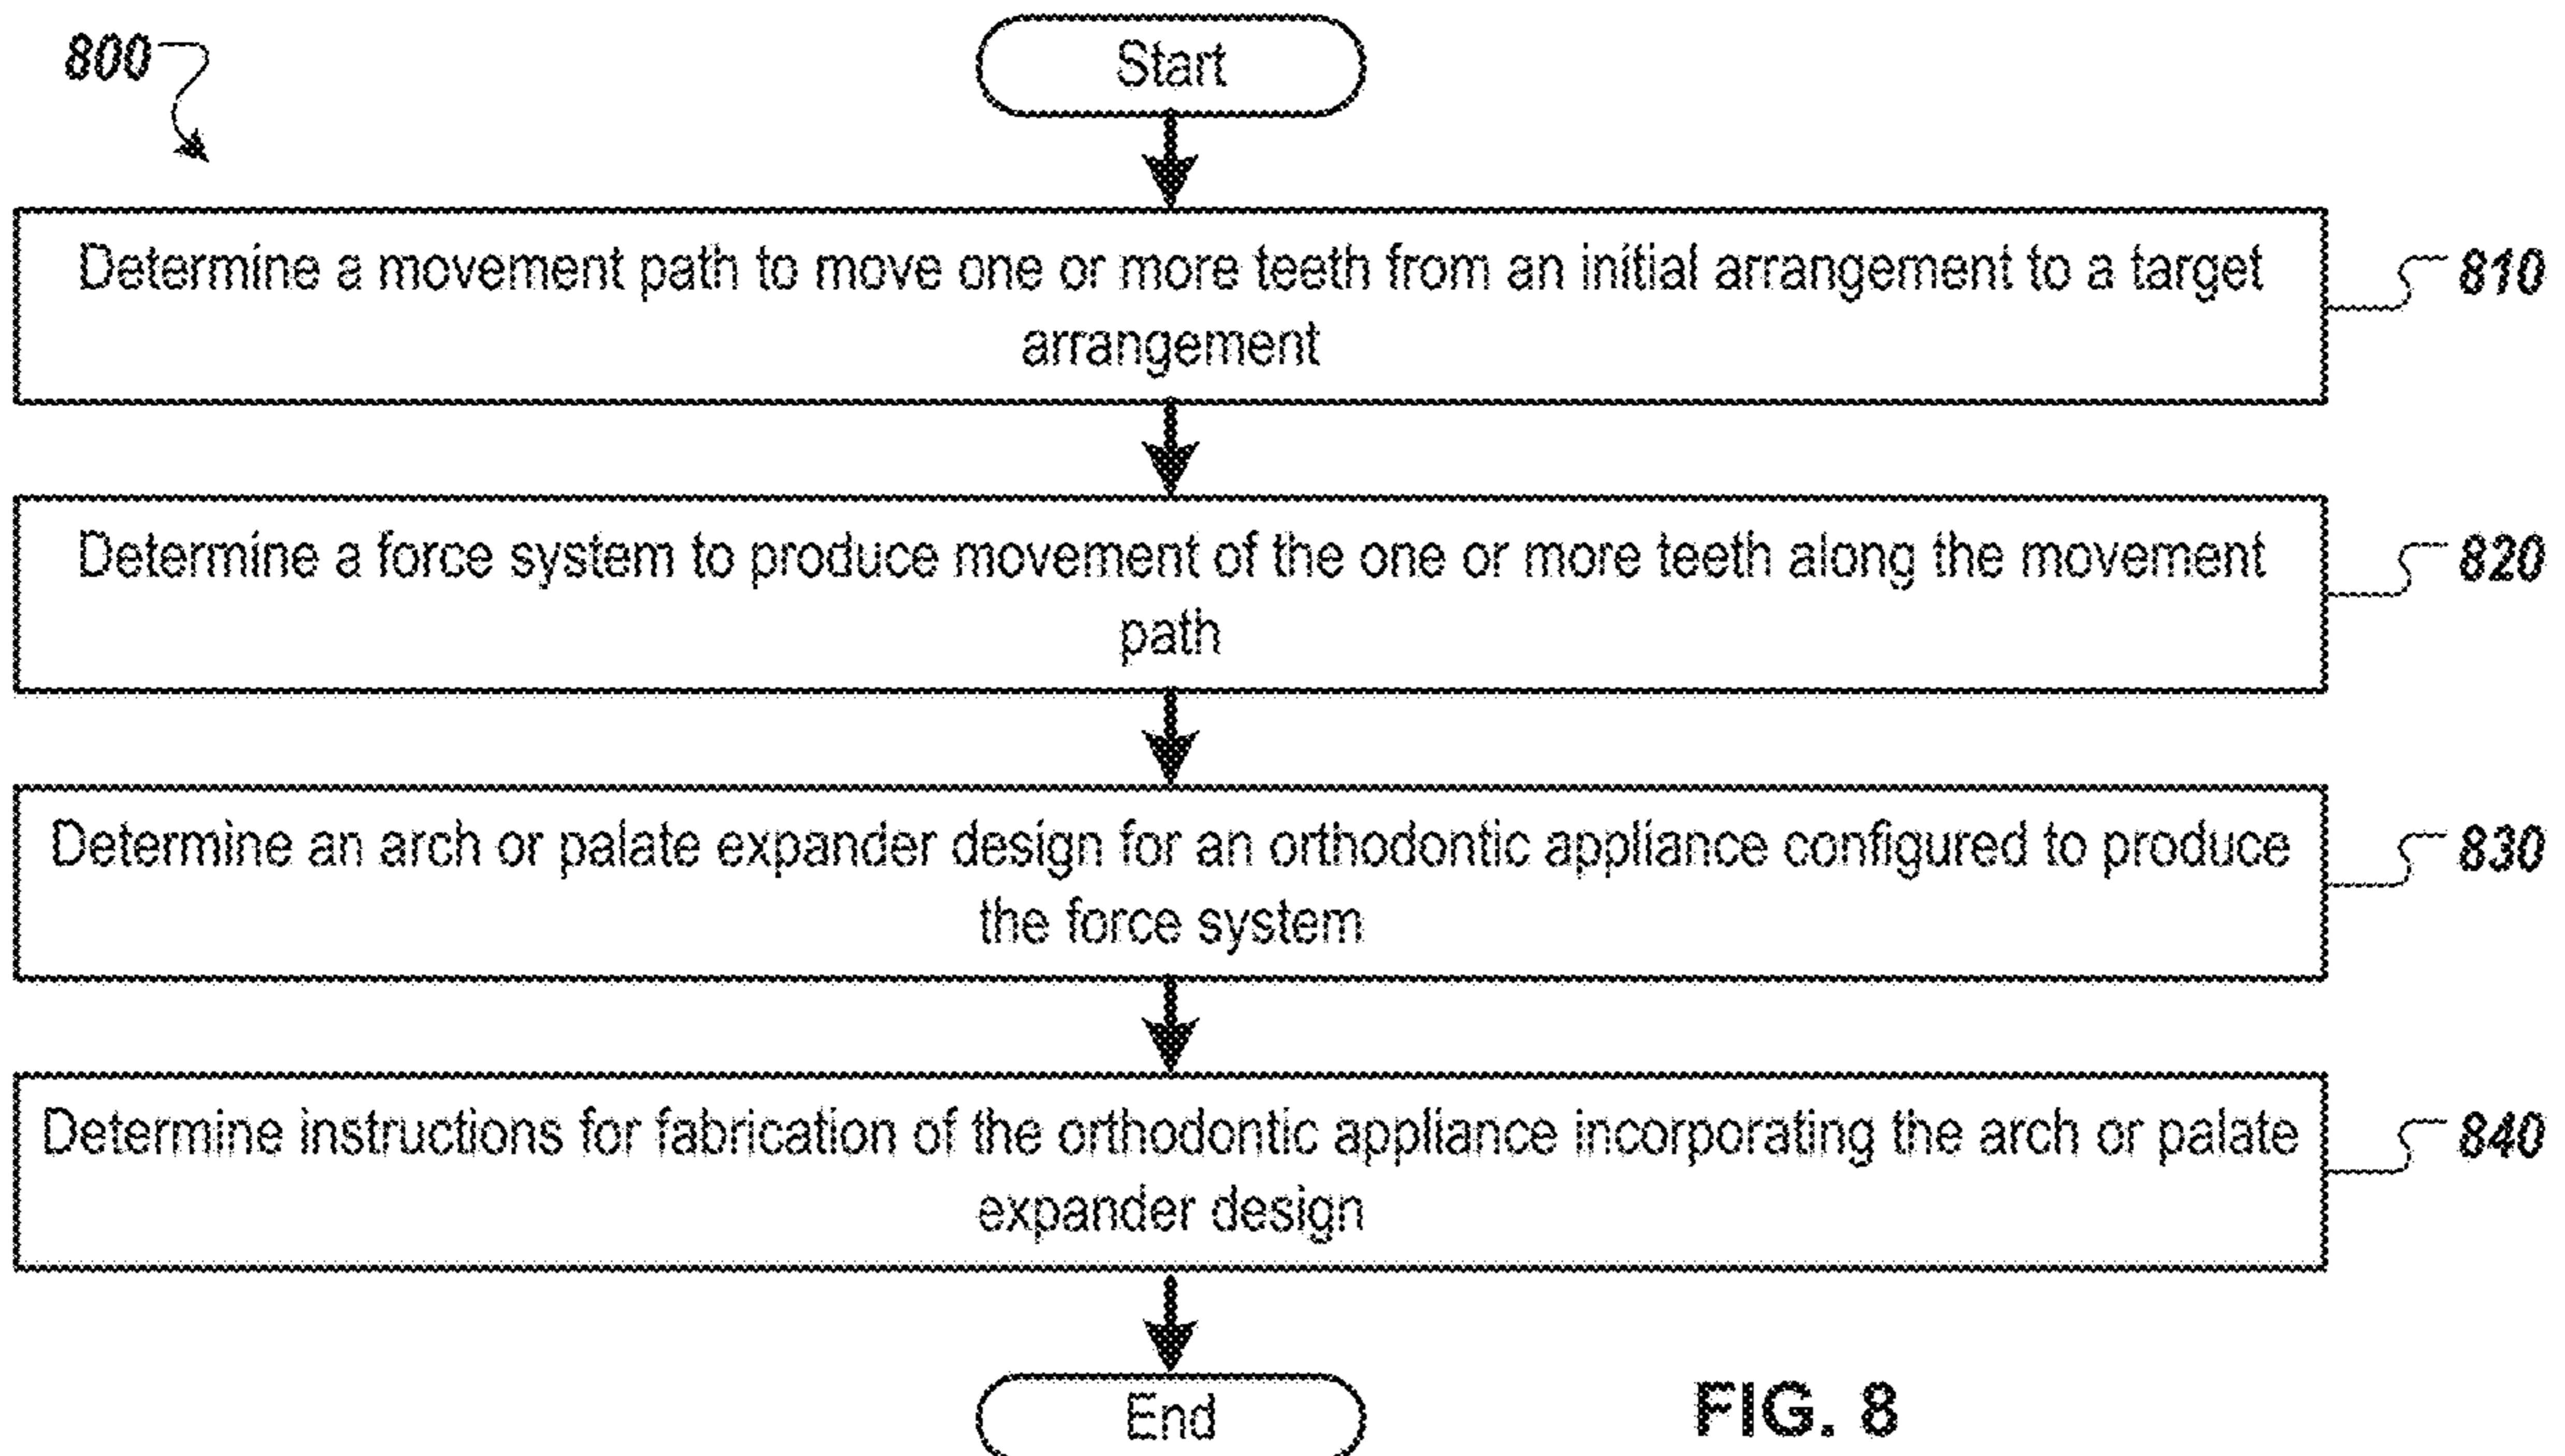 800
Start
Determine a movement path to move one or more teeth from an initial arrangement to a target
arrangement
810
Determine a force system to produce movement of the one or more teeth along the movement
path
820
Determine an arch or palate expander design for an orthodontic appliance configured to produce
the force system
830
Determine instructions for fabrication of the orthodontic appliance incorporating the arch or palate
expander design
840
End
FIG. 8